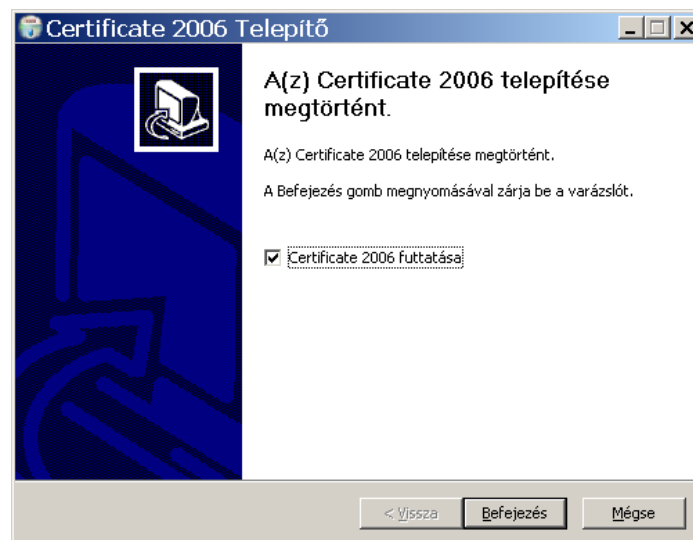 Certificate 2006 Telepítő
A(z) Certificate 2006 telepítése
megtörtént.
A(z) Certificate 2006 telepítése megtörtént.
A Befejezés gomb megnyomásával zárja be a varázslót.
Certificate 2006 futtatása
< Vissza
Befejezés
Mégse